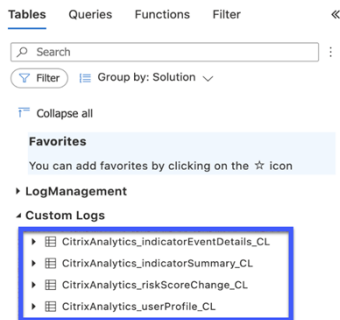 Tables Queries Functions Filter
Search
Filter Group by: Solution
Collapse all
Favorites
You can add favorites by clicking on the ☆ icon
LogManagement
Custom Logs
CitrixAnalytics_indicatorEventDetails_CL
CitrixAnalytics_indicatorSummary_CL
CitrixAnalytics_riskScoreChange_CL
CitrixAnalytics_userProfile_CL